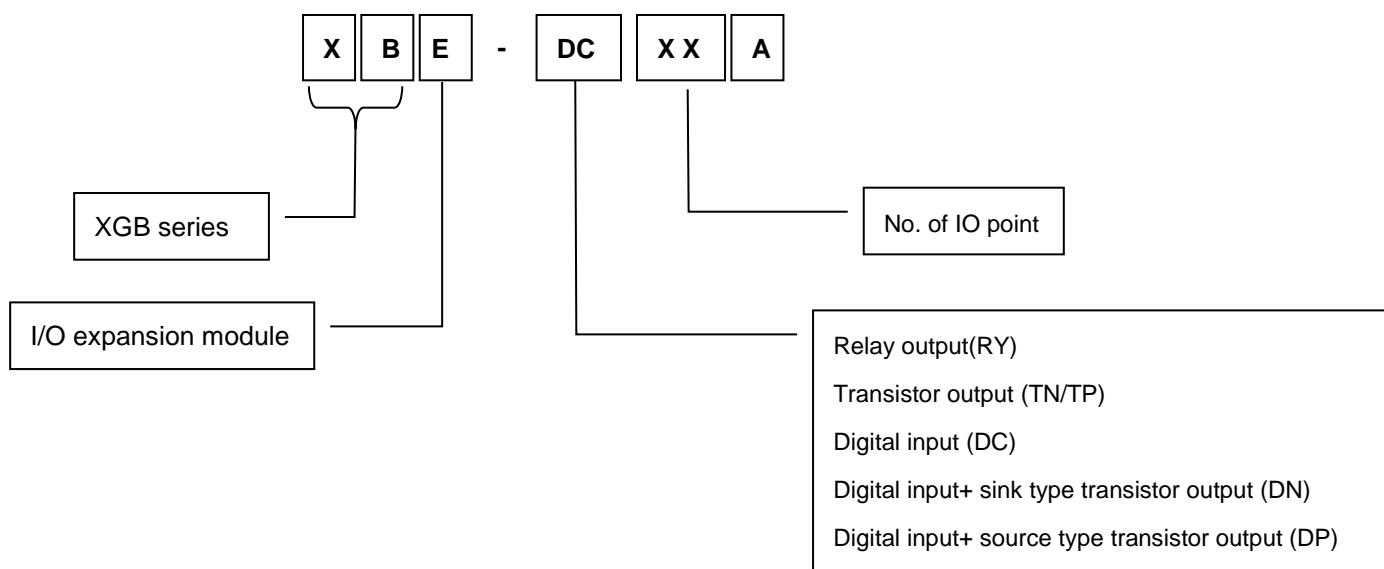 X B E - DC X X A
XGB series
No. of IO point
I/O expansion module
Relay output(RY)
Transistor output (TN/TP)
Digital input (DC)
Digital input+ sink type transistor output (DN)
Digital input+ source type transistor output (DP)